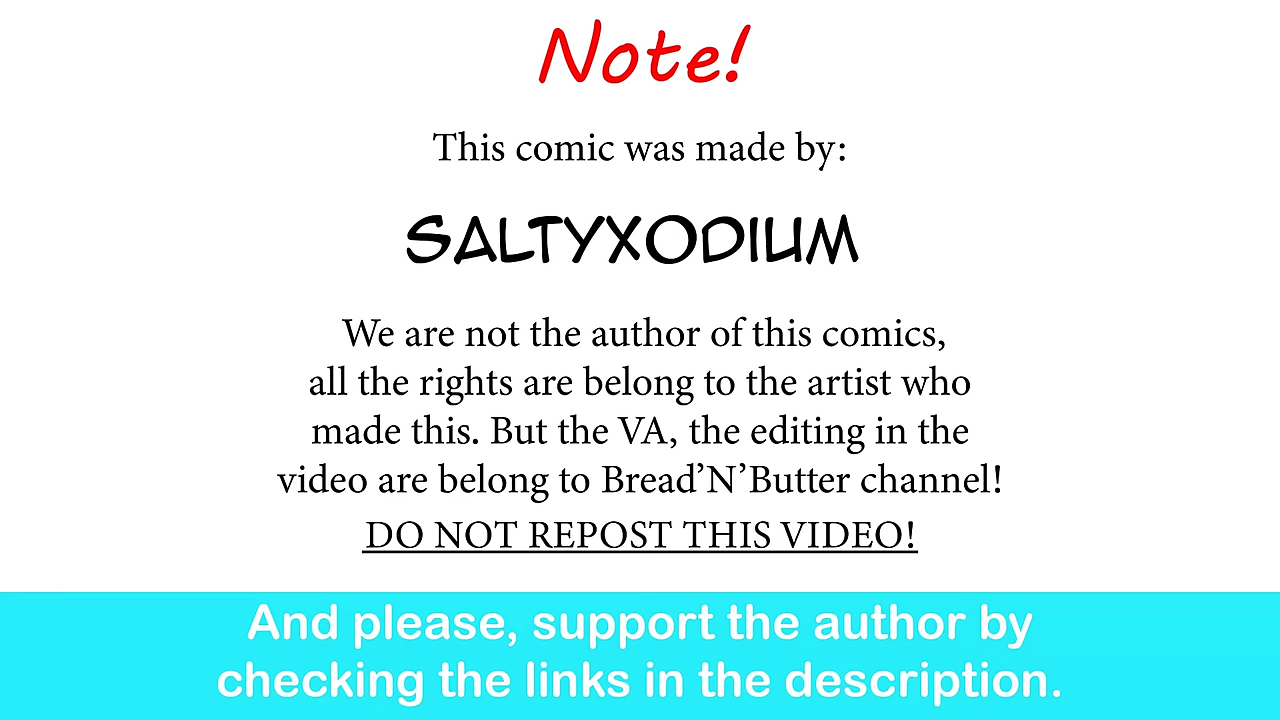 Note!
This comic was made by:
SALTYXODIUM
We are not the author of this comics,
all the rights are belong to the artist who
made this. But the VA, the editing in the
video are belong to Bread’N’Butter channel!
DO NOT REPOST THIS VIDEO!
And please, support the author by
checking the links in the description.